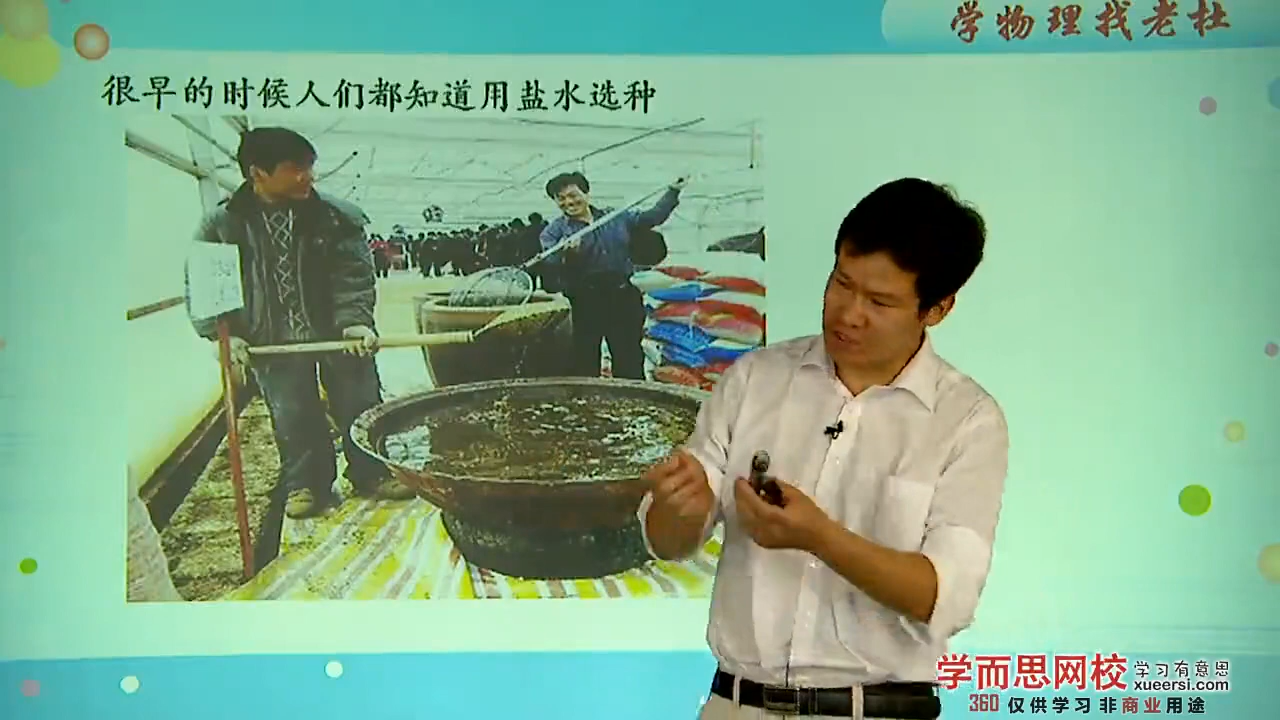 学物理找老杜
很早的时候人们都知道用盐水选种
学而思网校
学习有意思
xueersi.com
360 仅供学习 非商业用途